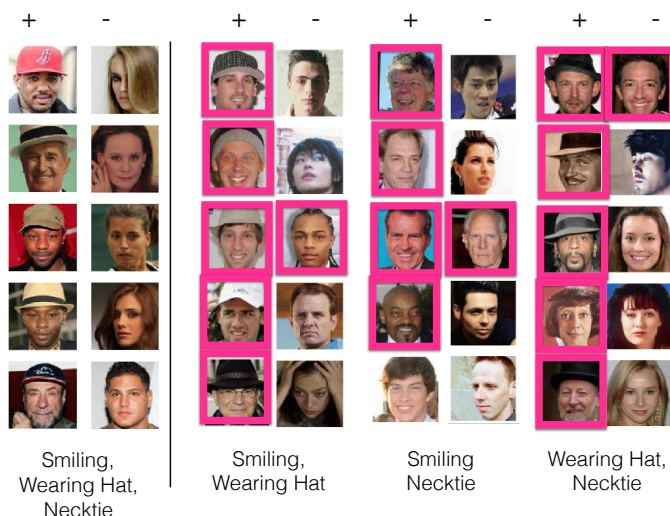 + - + - + - + -
Smiling,
Wearing Hat,
Necktie
Smiling,
Wearing Hat
Smiling
Necktie
Wearing Hat,
Necktie